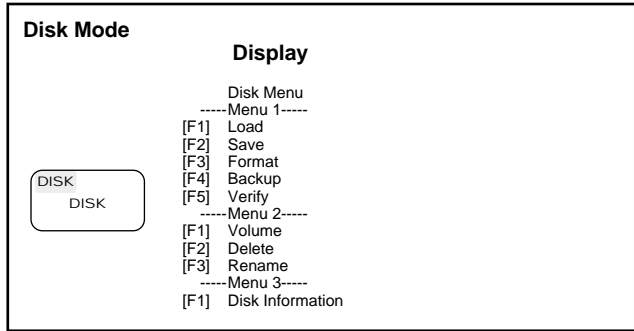 Disk Mode
Display
Disk Menu
-----Menu 1-----
[F1] Load
[F2] Save
[F3] Format
[F4] Backup
[F5] Verify
-----Menu 2-----
[F1] Volume
[F2] Delete
[F3] Rename
-----Menu 3-----
[F1] Disk Information
DISK
DISK